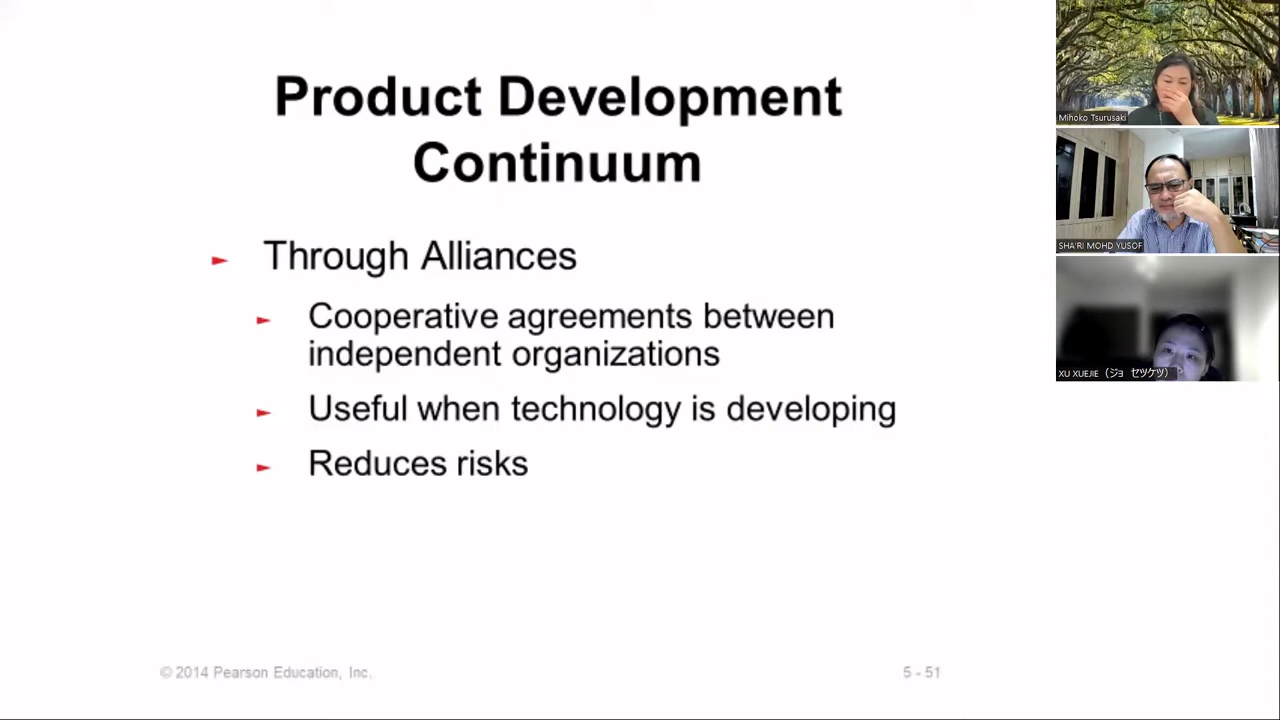 Product Development
Continuum
► Through Alliances
► Cooperative agreements between
independent organizations
► Useful when technology is developing
► Reduces risks
© 2014 Pearson Education, Inc.
5 - 51
Mihoko Tsurusaki
SHA'RI MOHD YUSOF
XU XUEJIE（ジョ　セツケツ）